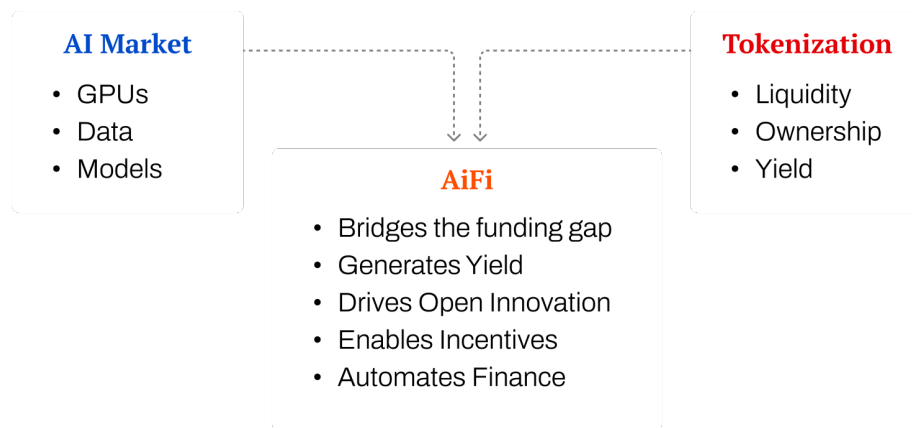 AI Market
• GPUs
• Data
• Models
Tokenization
• Liquidity
• Ownership
• Yield
AiFi
• Bridges the funding gap
• Generates Yield
• Drives Open Innovation
• Enables Incentives
• Automates Finance